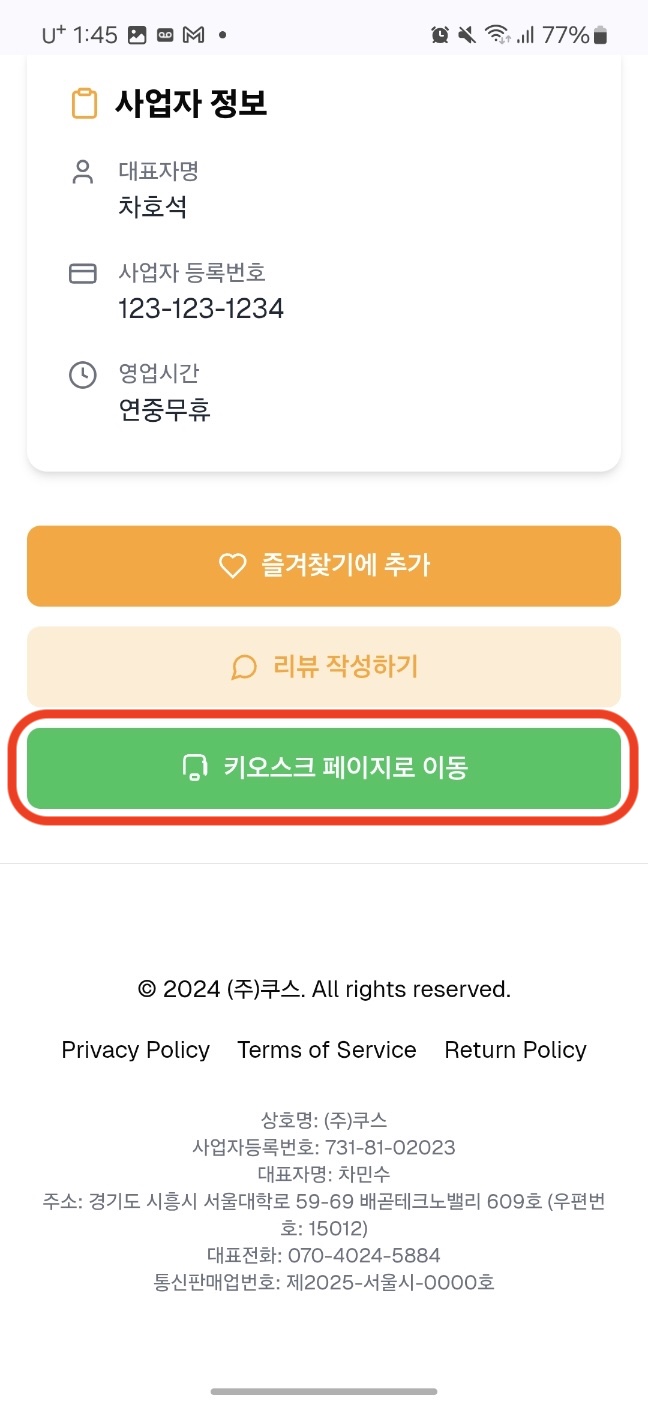 U+ 1:45 77%
사업자 정보
대표자명
차호석
사업자 등록번호
123-123-1234
영업시간
연중무휴
즐겨찾기에 추가
리뷰 작성하기
키오스크 페이지로 이동
© 2024 (주)쿠스. All rights reserved.
Privacy Policy Terms of Service Return Policy
상호명: (주)쿠스
사업자등록번호: 731-81-02023
대표자명: 차민수
주소: 경기도 시흥시 서울대학로 59-69 배곧테크노밸리 609호 (우편번
호: 15012)
대표전화: 070-4024-5884
통신판매업번호: 제2025-서울시-0000호